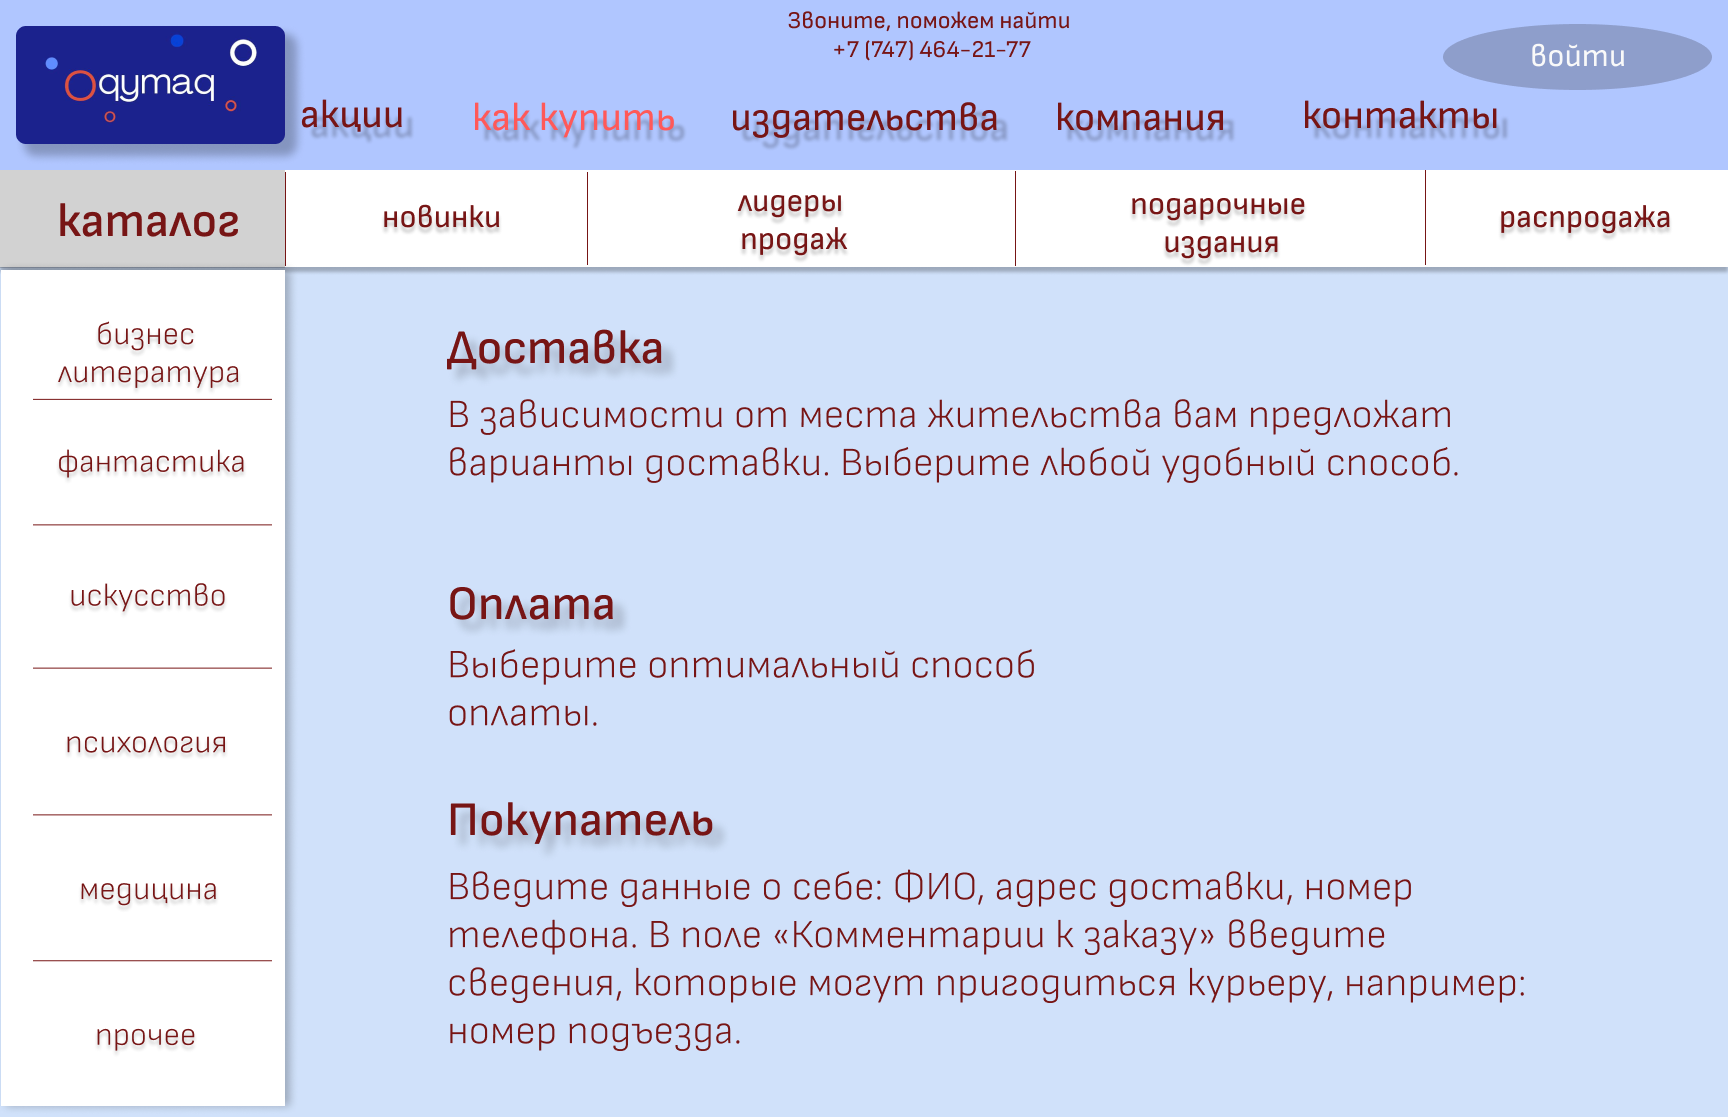 Звоните, поможем найти
+7 (747) 464-21-77
Oqymaq
войти
акции
как купить
издательства
компания
контакты
каталог
новинки
лидеры
продаж
подарочные
издания
распродажа
бизнес
литература
фантастика
искусство
психология
медицина
прочее
Доставка
В зависимости от места жительства вам предложат
варианты доставки. Выберите любой удобный способ.
Оплата
Выберите оптимальный способ
оплаты.
Покупатель
Введите данные о себе: ФИО, адрес доставки, номер
телефона. В поле «Комментарии к заказу» введите
сведения, которые могут пригодиться курьеру, например:
номер подъезда.